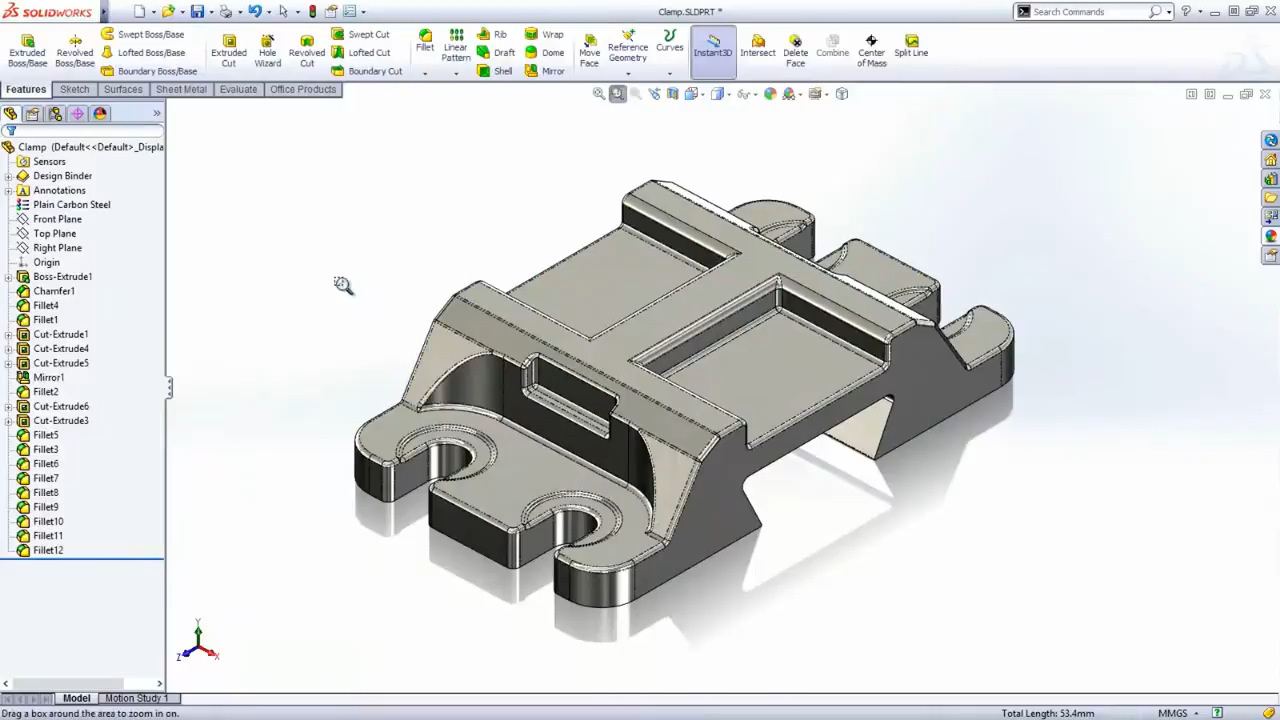 SOLIDWORKS
Clamp.SLDPRT *
Search Commands
Extruded Boss/Base
Revolved Boss/Base
Swept Boss/Base
Lofted Boss/Base
Boundary Boss/Base
Extruded Cut
Hole Wizard
Revolved Cut
Swept Cut
Lofted Cut
Boundary Cut
Fillet
Linear Pattern
Rib
Draft
Shell
Wrap
Dome
Mirror
Move Face
Reference Geometry
Curves
Instant3D
Intersect
Delete Face
Combine
Center of Mass
Split Line
Features
Sketch
Surfaces
Sheet Metal
Evaluate
Office Products
Clamp (Default<<Default>_Displa
Sensors
Design Binder
Annotations
Plain Carbon Steel
Front Plane
Top Plane
Right Plane
Origin
Boss-Extrude1
Chamfer1
Fillet4
Fillet1
Cut-Extrude1
Cut-Extrude4
Cut-Extrude5
Mirror1
Fillet2
Cut-Extrude6
Cut-Extrude3
Fillet5
Fillet3
Fillet6
Fillet7
Fillet8
Fillet9
Fillet10
Fillet11
Fillet12
Y
Z
X
Model
Motion Study 1
Drag a box around the area to zoom in on.
Total Length: 53.4mm
MMGS